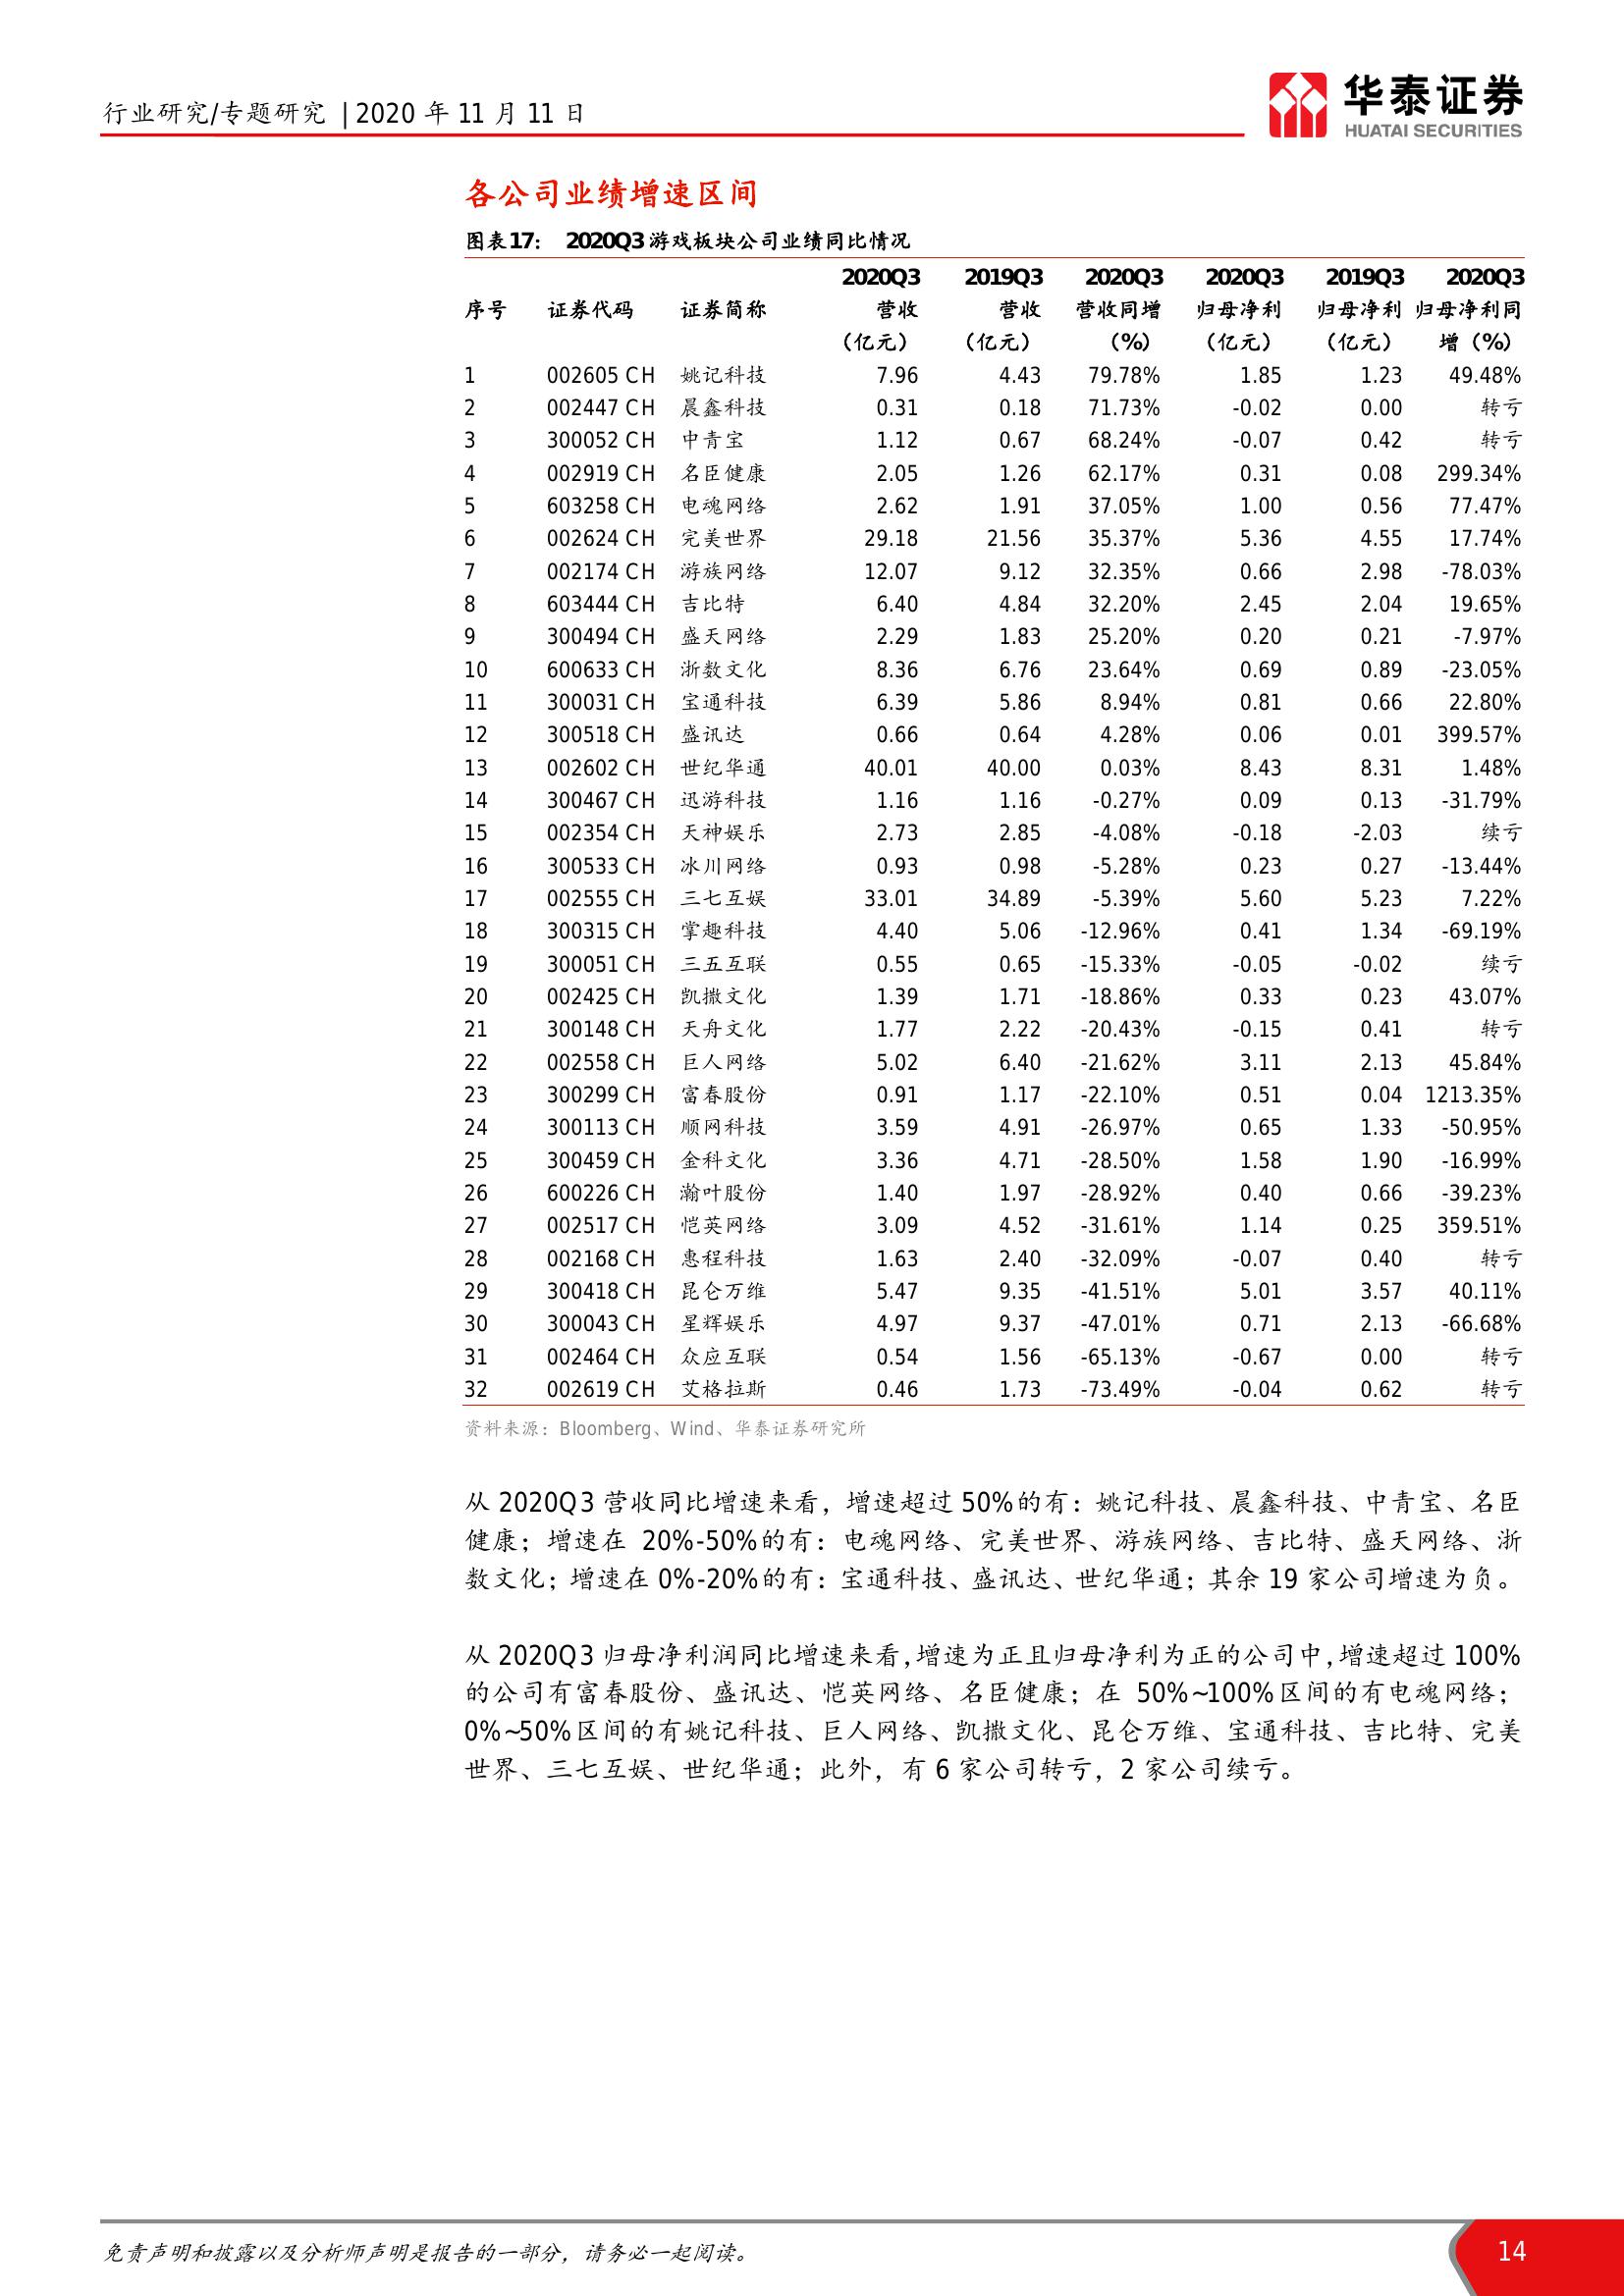 行业研究/专题研究 | 2020 年 11 月 11 日
华泰证券
HUATAI SECURITIES
各公司业绩增速区间
图表17： 2020Q3 游戏板块公司业绩同比情况
2020Q3 2019Q3 2020Q3 2020Q3 2019Q3 2020Q3
序号 证券代码 证券简称 营收 营收 营收同增 归母净利 归母净利 归母净利同
（亿元） （亿元） （%） （亿元） （亿元） 增（%）
1 002605 CH 姚记科技 7.96 4.43 79.78% 1.85 1.23 49.48%
2 002447 CH 晨鑫科技 0.31 0.18 71.73% -0.02 0.00 转亏
3 300052 CH 中青宝 1.12 0.67 68.24% -0.07 0.42 转亏
4 002919 CH 名臣健康 2.05 1.26 62.17% 0.31 0.08 299.34%
5 603258 CH 电魂网络 2.62 1.91 37.05% 1.00 0.56 77.47%
6 002624 CH 完美世界 29.18 21.56 35.37% 5.36 4.55 17.74%
7 002174 CH 游族网络 12.07 9.12 32.35% 0.66 2.98 -78.03%
8 603444 CH 吉比特 6.40 4.84 32.20% 2.45 2.04 19.65%
9 300494 CH 盛天网络 2.29 1.83 25.20% 0.20 0.21 -7.97%
10 600633 CH 浙数文化 8.36 6.76 23.64% 0.69 0.89 -23.05%
11 300031 CH 宝通科技 6.39 5.86 8.94% 0.81 0.66 22.80%
12 300518 CH 盛讯达 0.66 0.64 4.28% 0.06 0.01 399.57%
13 002602 CH 世纪华通 40.01 40.00 0.03% 8.43 8.31 1.48%
14 300467 CH 迅游科技 1.16 1.16 -0.27% 0.09 0.13 -31.79%
15 002354 CH 天神娱乐 2.73 2.85 -4.08% -0.18 -2.03 续亏
16 300533 CH 冰川网络 0.93 0.98 -5.28% 0.23 0.27 -13.44%
17 002555 CH 三七互娱 33.01 34.89 -5.39% 5.60 5.23 7.22%
18 300315 CH 掌趣科技 4.40 5.06 -12.96% 0.41 1.34 -69.19%
19 300051 CH 三五互联 0.55 0.65 -15.33% -0.05 -0.02 续亏
20 002425 CH 凯撒文化 1.39 1.71 -18.86% 0.33 0.23 43.07%
21 300148 CH 天舟文化 1.77 2.22 -20.43% -0.15 0.41 转亏
22 002558 CH 巨人网络 5.02 6.40 -21.62% 3.11 2.13 45.84%
23 300299 CH 富春股份 0.91 1.17 -22.10% 0.51 0.04 1213.35%
24 300113 CH 顺网科技 3.59 4.91 -26.97% 0.65 1.33 -50.95%
25 300459 CH 金科文化 3.36 4.71 -28.50% 1.58 1.90 -16.99%
26 600226 CH 瀚叶股份 1.40 1.97 -28.92% 0.40 0.66 -39.23%
27 002517 CH 恺英网络 3.09 4.52 -31.61% 1.14 0.25 359.51%
28 002168 CH 惠程科技 1.63 2.40 -32.09% -0.07 0.40 转亏
29 300418 CH 昆仑万维 5.47 9.35 -41.51% 5.01 3.57 40.11%
30 300043 CH 星辉娱乐 4.97 9.37 -47.01% 0.71 2.13 -66.68%
31 002464 CH 众应互联 0.54 1.56 -65.13% -0.67 0.00 转亏
32 002619 CH 艾格拉斯 0.46 1.73 -73.49% -0.04 0.62 转亏
资料来源：Bloomberg、Wind、华泰证券研究所
从 2020Q3 营收同比增速来看，增速超过 50%的有：姚记科技、晨鑫科技、中青宝、名臣
健康；增速在 20%-50%的有：电魂网络、完美世界、游族网络、吉比特、盛天网络、浙
数文化；增速在 0%-20%的有：宝通科技、盛讯达、世纪华通；其余 19 家公司增速为负。
从 2020Q3 归母净利润同比增速来看，增速为正且归母净利为正的公司中，增速超过 100%
的公司有富春股份、盛讯达、恺英网络、名臣健康；在 50%~100%区间的有电魂网络；
0%~50%区间的有姚记科技、巨人网络、凯撒文化、昆仑万维、宝通科技、吉比特、完美
世界、三七互娱、世纪华通；此外，有 6 家公司转亏，2 家公司续亏。
免责声明和披露以及分析师声明是报告的一部分，请务必一起阅读。
14